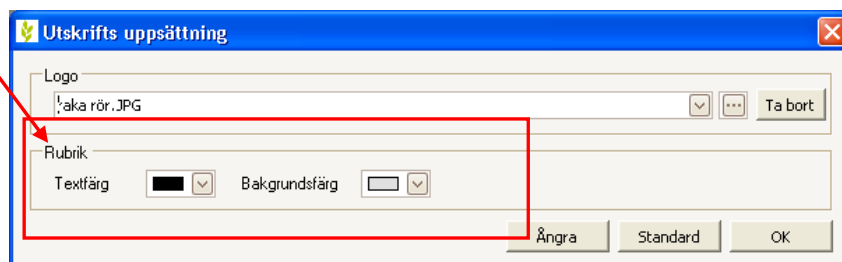 Utskrifts uppsättning
Logo
aka rör.JPG
Ta bort
Rubrik
Textfärg Bakgrundsfärg
Ångra Standard OK